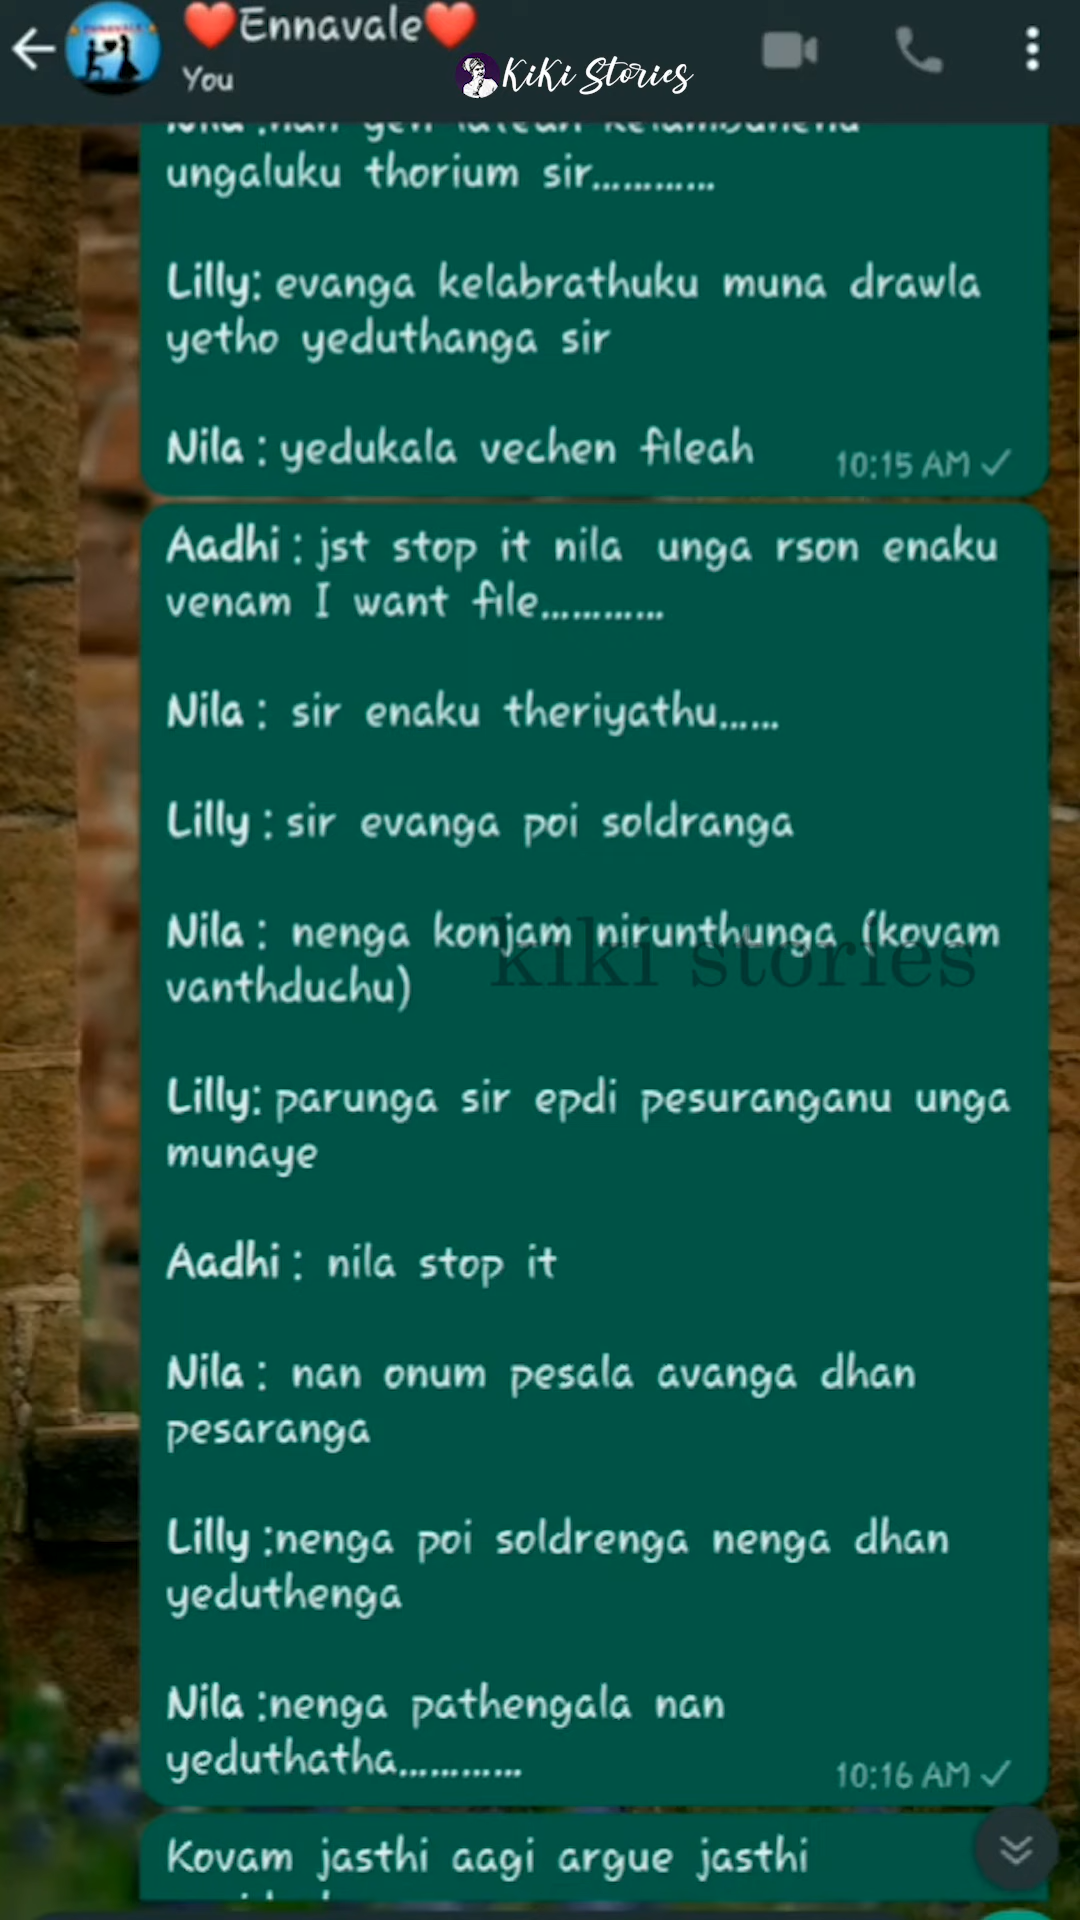 ❤️Ennavale❤️
You
KiKi Stories
ungaluku thorium sir............
Lilly: evanga kelabrathuku muna drawla
yetho yeduthanga sir
Nila : yedukala vechen fileah
10:15 AM
Aadhi : jst stop it nila unga rson enaku
venam I want file............
Nila : sir enaku theriyathu......
Lilly : sir evanga poi soldranga
Nila : nenga konjam nirunthunga (kovam
vanthduchu)
kiki stories
Lilly: parunga sir epdi pesuranganu unga
munaye
Aadhi : nila stop it
Nila : nan onum pesala avanga dhan
pesaranga
Lilly :nenga poi soldrenga nenga dhan
yeduthenga
Nila :nenga pathengala nan
yeduthatha............
10:16 AM
Kovam jasthi aagi argue jasthi